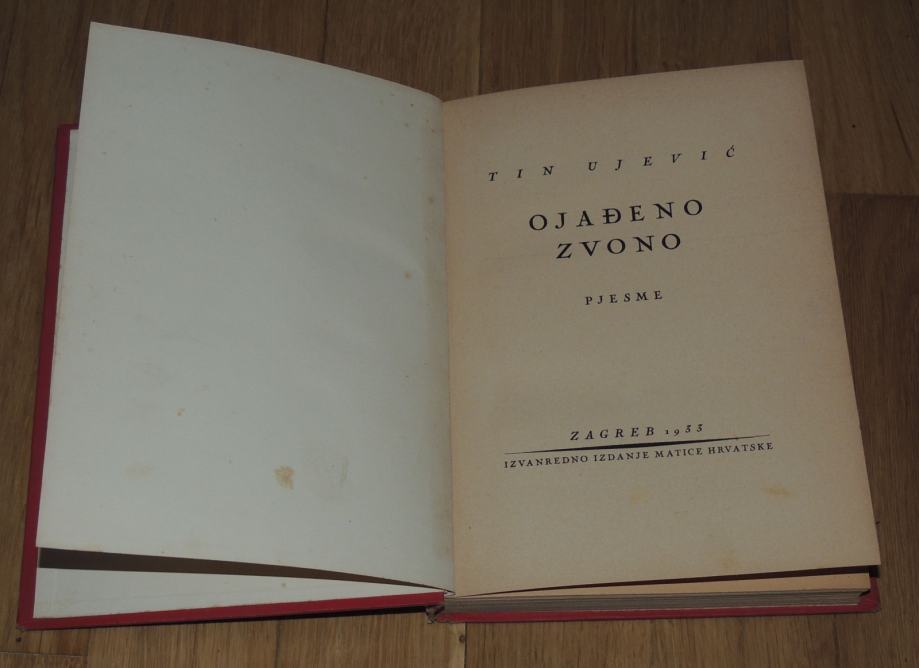 TIN UJEVIĆ
OJAĐENO
ZVONO
PJESME
ZAGREB 1933
IZVANREDNO IZDANJE MATICE HRVATSKE